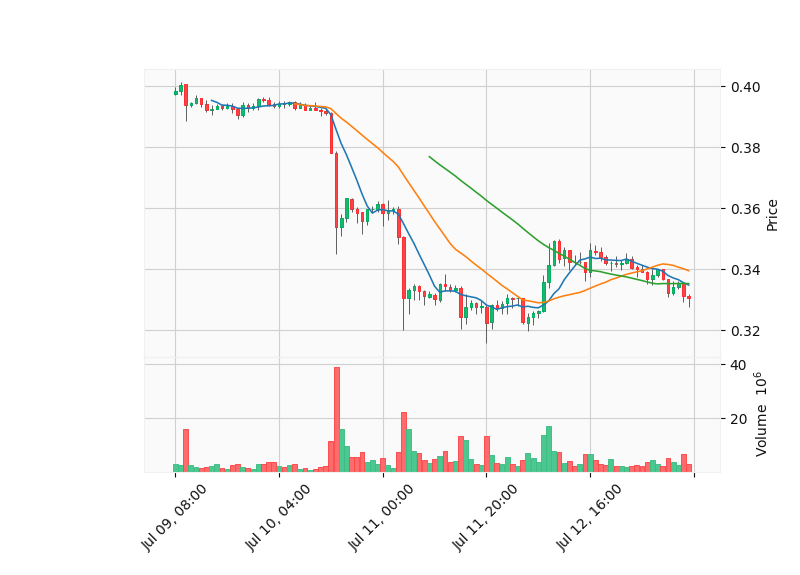 0.40
0.38
0.36
0.34
0.32
Price
40
20
Volume 10^6
Jul 09, 08:00
Jul 10, 04:00
Jul 11, 00:00
Jul 11, 20:00
Jul 12, 16:00